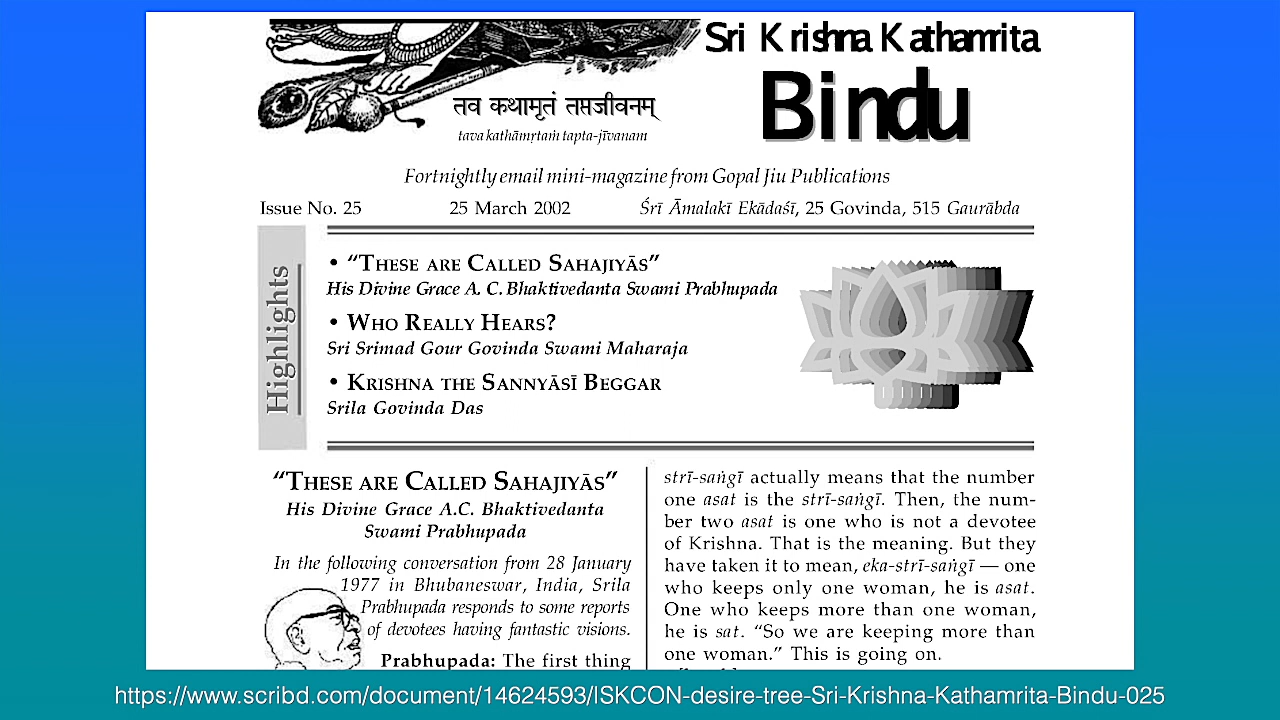 Sri Krishna Kathamrita
Bindu
तव कथामृतं तप्तजीवनम्
tava kathāmṛtaṁ tapta-jīvanam
Fortnightly email mini-magazine from Gopal Jiu Publications
Issue No. 25 25 March 2002 Śrī Āmalakī Ekādaśī, 25 Govinda, 515 Gaurābda
Highlights
• “These are Called Sahajiyās”
His Divine Grace A. C. Bhaktivedanta Swami Prabhupada
• Who Really Hears?
Sri Srimad Gour Govinda Swami Maharaja
• Krishna the Sannyāsī Beggar
Srila Govinda Das
“These are Called Sahajiyās”
His Divine Grace A.C. Bhaktivedanta
Swami Prabhupada
In the following conversation from 28 January
1977 in Bhubaneswar, India, Srila
Prabhupada responds to some reports
of devotees having fantastic visions.
Prabhupada: The first thing
strī-saṅgī actually means that the number
one asat is the strī-saṅgī. Then, the num-
ber two asat is one who is not a devotee
of Krishna. That is the meaning. But they
have taken it to mean, eka-strī-saṅgī — one
who keeps only one woman, he is asat.
One who keeps more than one woman,
he is sat. “So we are keeping more than
one woman.” This is going on.
https://www.scribd.com/document/14624593/ISKCON-desire-tree-Sri-Krishna-Kathamrita-Bindu-025